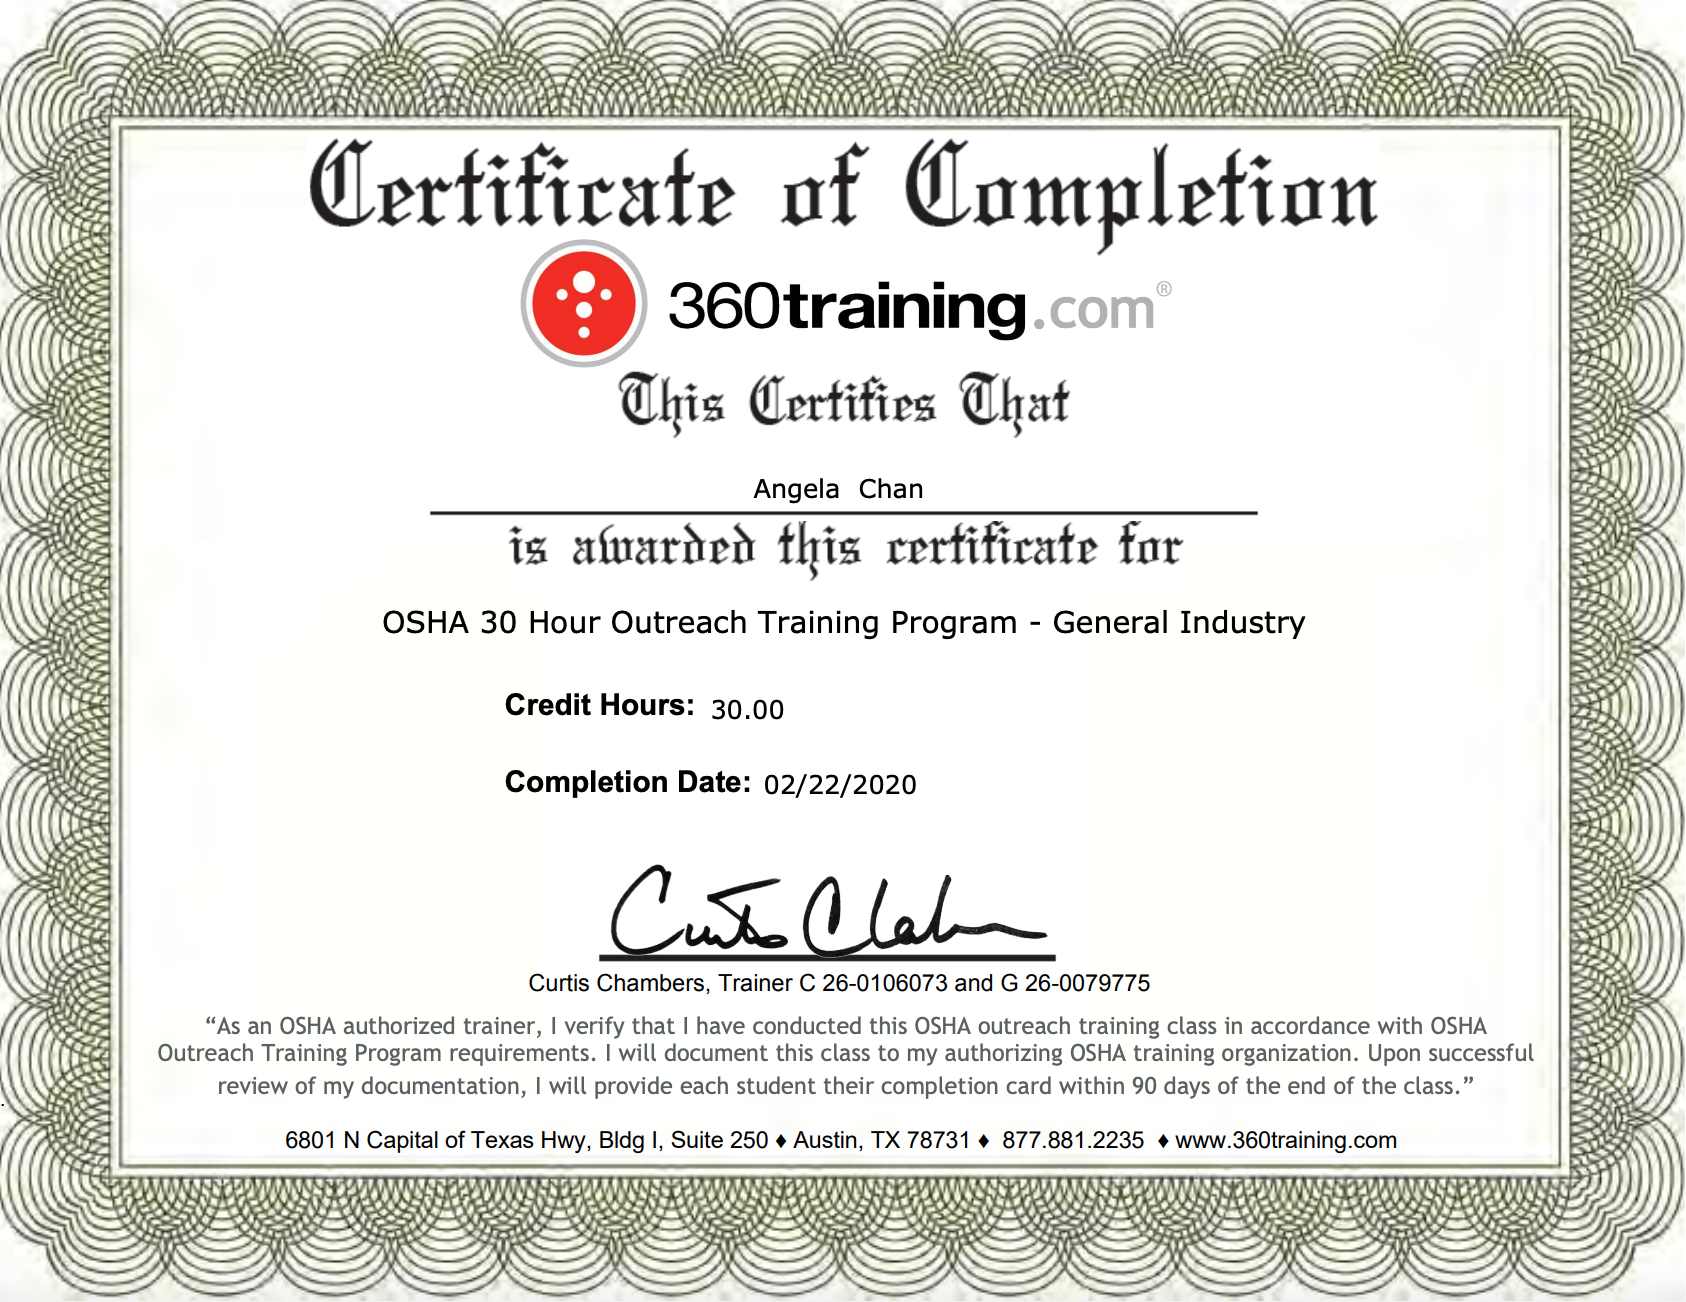 Certificate of Completion
360training.com®
This Certifies That
Angela Chan
is awarded this certificate for
OSHA 30 Hour Outreach Training Program - General Industry
Credit Hours: 30.00
Completion Date: 02/22/2020
Curtis Chambers, Trainer C 26-0106073 and G 26-0079775
“As an OSHA authorized trainer, I verify that I have conducted this OSHA outreach training class in accordance with OSHA
Outreach Training Program requirements. I will document this class to my authorizing OSHA training organization. Upon successful
review of my documentation, I will provide each student their completion card within 90 days of the end of the class.”
6801 N Capital of Texas Hwy, Bldg I, Suite 250 ♦ Austin, TX 78731 ♦ 877.881.2235 ♦ www.360training.com